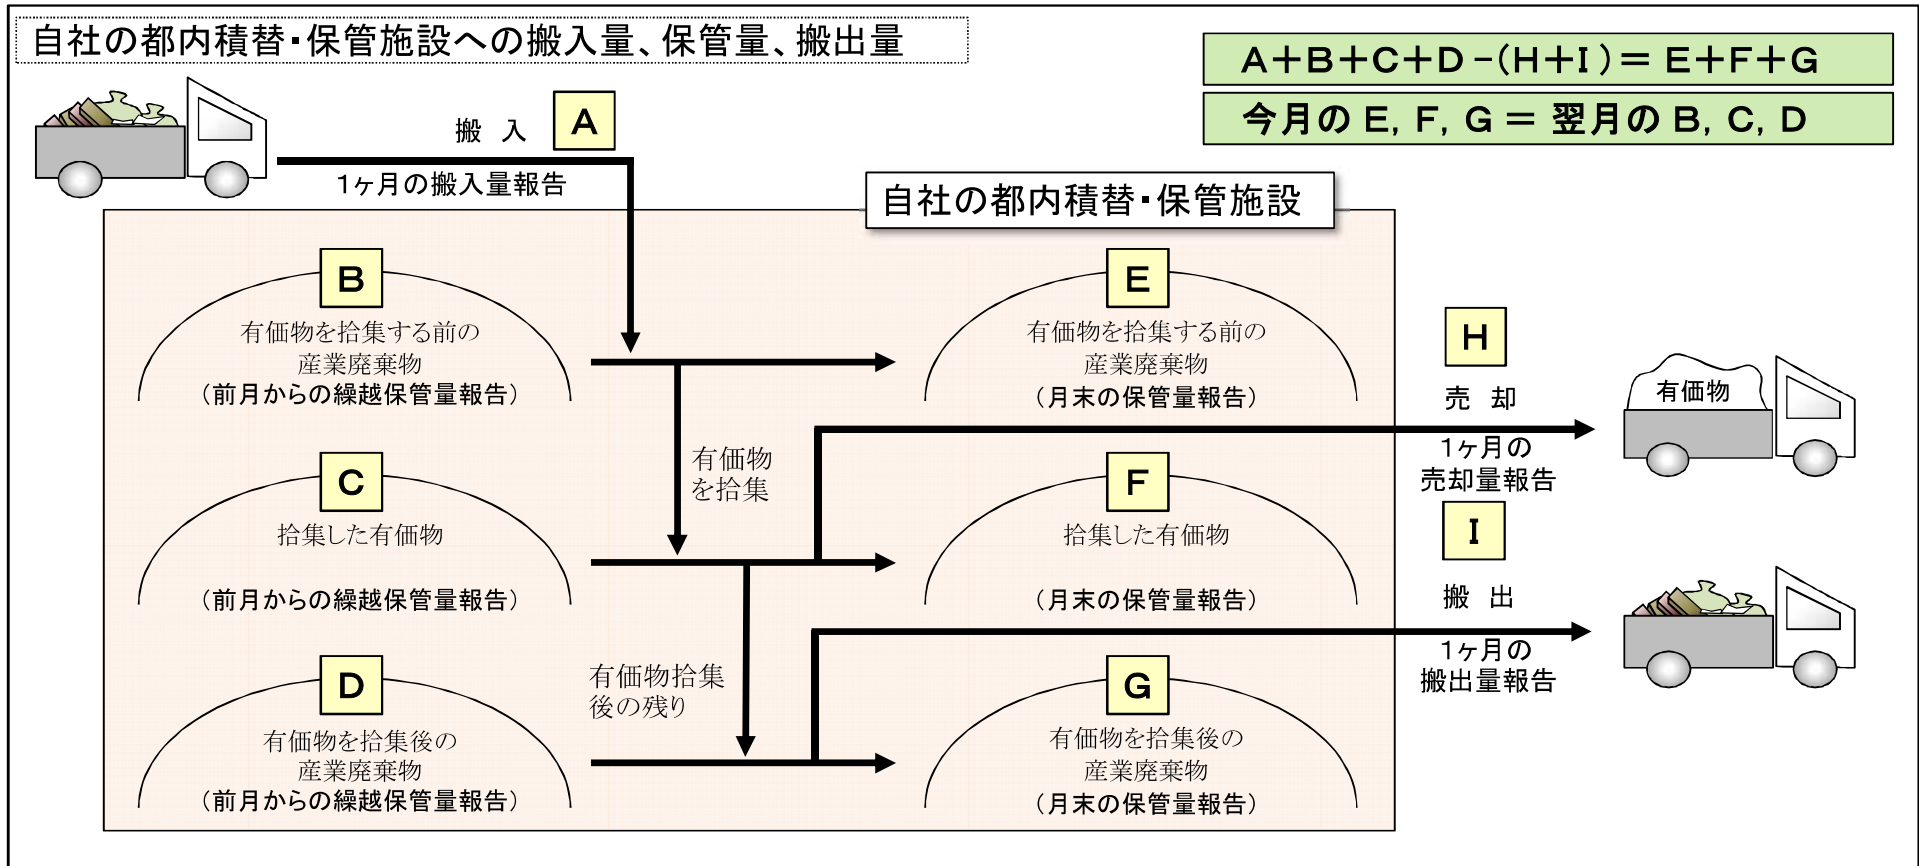 自社の都内積替・保管施設への搬入量、保管量、搬出量
A+B+C+D-(H+I)= E+F+G
今月の E, F, G = 翌月の B, C, D
搬 入
A
1ヶ月の搬入量報告
自社の都内積替・保管施設
B
有価物を拾集する前の
産業廃棄物
(前月からの繰越保管量報告)
E
有価物を拾集する前の
産業廃棄物
(月末の保管量報告)
H
売 却
1ヶ月の
売却量報告
有価物
有価物
を拾集
C
拾集した有価物
(前月からの繰越保管量報告)
F
拾集した有価物
(月末の保管量報告)
I
搬 出
1ヶ月の
搬出量報告
有価物拾集
後の残り
D
有価物を拾集後の
産業廃棄物
(前月からの繰越保管量報告)
G
有価物を拾集後の
産業廃棄物
(月末の保管量報告)